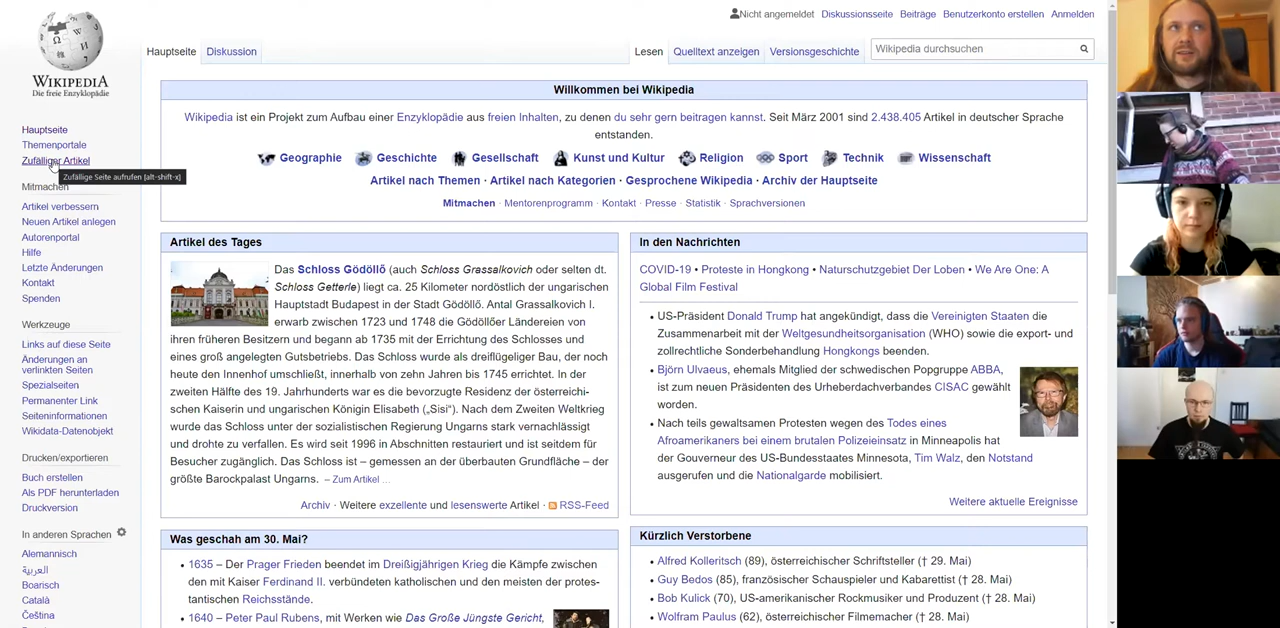 Nicht angemeldet Diskussionsseite Beiträge Benutzerkonto erstellen Anmelden
WIKIPEDIA
Die freie Enzyklopädie
Hauptseite Diskussion Lesen Quelltext anzeigen Versionsgeschichte Wikipedia durchsuchen
Hauptseite
Themenportale
Zufälliger Artikel
Zufällige Seite aufrufen [alt-shift-x]
Mitmachen
Artikel verbessern
Neuen Artikel anlegen
Autorenportal
Hilfe
Letzte Änderungen
Kontakt
Spenden
Werkzeuge
Links auf diese Seite
Änderungen an
verlinkten Seiten
Spezialseiten
Permanenter Link
Seiteninformationen
Wikidata-Datenobjekt
Drucken/exportieren
Buch erstellen
Als PDF herunterladen
Druckversion
In anderen Sprachen
Alemannisch
العربية
Boarisch
Català
Čeština
Willkommen bei Wikipedia
Wikipedia ist ein Projekt zum Aufbau einer Enzyklopädie aus freien Inhalten, zu denen du sehr gern beitragen kannst. Seit März 2001 sind 2.438.405 Artikel in deutscher Sprache
entstanden.
Geographie Geschichte Gesellschaft Kunst und Kultur Religion Sport Technik Wissenschaft
Artikel nach Themen · Artikel nach Kategorien · Gesprochene Wikipedia · Archiv der Hauptseite
Mitmachen · Mentorenprogramm · Kontakt · Presse · Statistik · Sprachversionen
Artikel des Tages
Das Schloss Gödöllő (auch Schloss Grassalkovich oder selten dt.
Schloss Getterle) liegt ca. 25 Kilometer nordöstlich der ungarischen
Hauptstadt Budapest in der Stadt Gödöllő. Antal Grassalkovich I.
erwarb zwischen 1723 und 1748 die Gödöllőer Ländereien von
ihren früheren Besitzern und begann ab 1735 mit der Errichtung des Schlosses und
eines groß angelegten Gutsbetriebs. Das Schloss wurde als dreiflügeliger Bau, der noch
heute den Innenhof umschließt, innerhalb von zehn Jahren bis 1745 errichtet. In der
zweiten Hälfte des 19. Jahrhunderts war es die bevorzugte Residenz der österreichi-
schen Kaiserin und ungarischen Königin Elisabeth („Sisi“). Nach dem Zweiten Weltkrieg
wurde das Schloss unter der sozialistischen Regierung Ungarns stark vernachlässigt
und drohte zu verfallen. Es wird seit 1996 in Abschnitten restauriert und ist seitdem für
Besucher zugänglich. Das Schloss ist – gemessen an der überbauten Grundfläche – der
größte Barockpalast Ungarns. – Zum Artikel ...
Archiv · Weitere exzellente und lesenswerte Artikel · RSS-Feed
Was geschah am 30. Mai?
1635 – Der Prager Frieden beendet im Dreißigjährigen Krieg die Kämpfe zwischen
den mit Kaiser Ferdinand II. verbündeten katholischen und den meisten der protes-
tantischen Reichsstände.
1640 – Peter Paul Rubens, mit Werken wie Das Große Jüngste Gericht,
In den Nachrichten
COVID-19 • Proteste in Hongkong • Naturschutzgebiet Der Loben • We Are One: A
Global Film Festival
US-Präsident Donald Trump hat angekündigt, dass die Vereinigten Staaten die
Zusammenarbeit mit der Weltgesundheitsorganisation (WHO) sowie die export- und
zollrechtliche Sonderbehandlung Hongkongs beenden.
Björn Ulvaeus, ehemals Mitglied der schwedischen Popgruppe ABBA,
ist zum neuen Präsidenten des Urheberdachverbandes CISAC gewählt
worden.
Nach teils gewaltsamen Protesten wegen des Todes eines
Afroamerikaners bei einem brutalen Polizeieinsatz in Minneapolis hat
der Gouverneur des US-Bundesstaates Minnesota, Tim Walz, den Notstand
ausgerufen und die Nationalgarde mobilisiert.
Weitere aktuelle Ereignisse
Kürzlich Verstorbene
Alfred Kolleritsch (89), österreichischer Schriftsteller († 29. Mai)
Guy Bedos (85), französischer Schauspieler und Kabarettist († 28. Mai)
Bob Kulick (70), US-amerikanischer Rockmusiker und Produzent († 28. Mai)
Wolfram Paulus (62), österreichischer Filmemacher († 28. Mai)